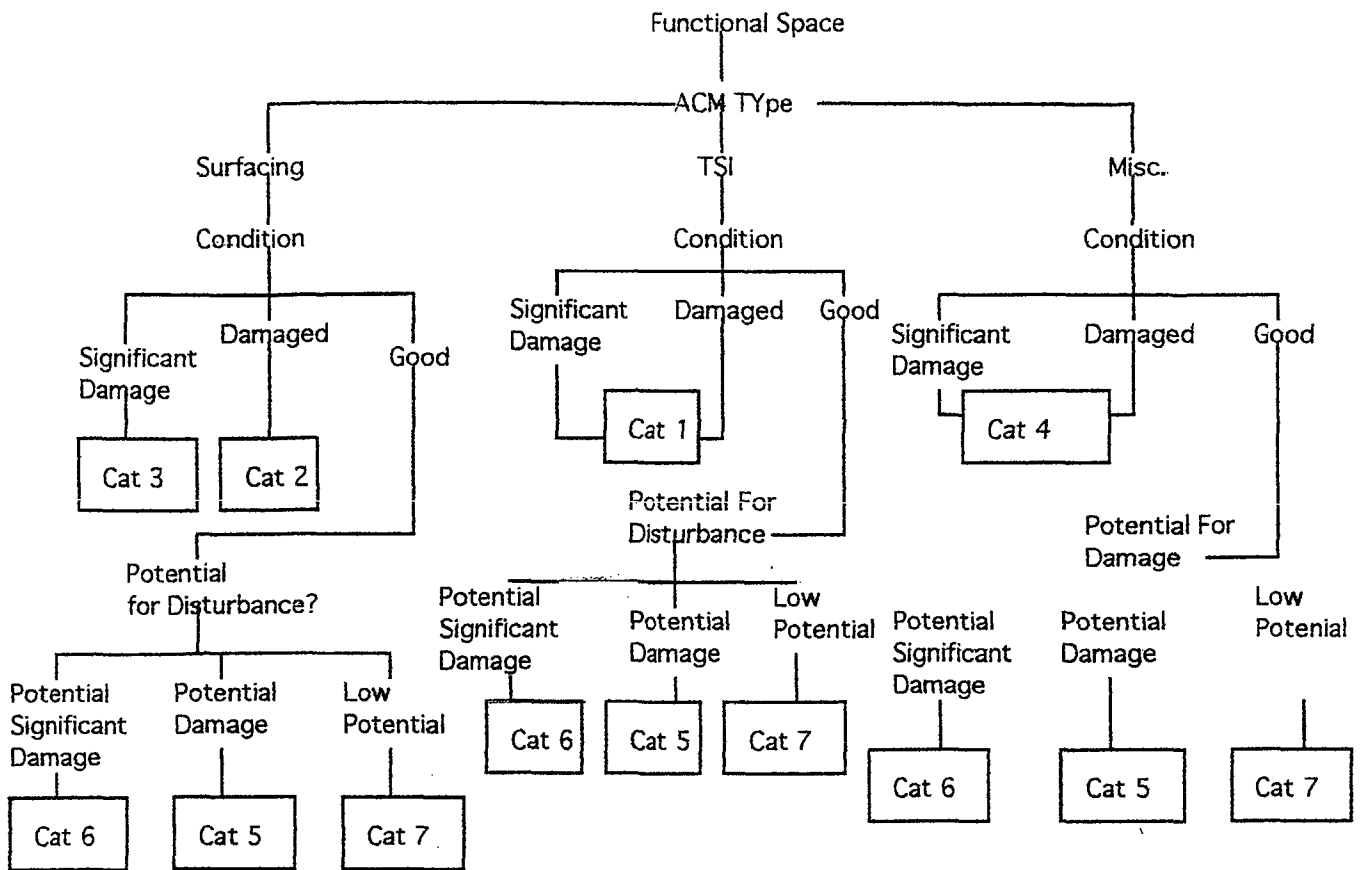 Functional Space
ACM TYpe
Surfacing
TSI
Misc.
Condition
Condition
Condition
Significant
Damage
Damaged
Good
Significant
Damage
Damaged
Good
Significant
Damage
Damaged
Good
Cat 3
Cat 2
Cat 1
Cat 4
Potential
for Disturbance?
Potential For
Disturbance
Potential For
Damage
Potential
Significant
Damage
Potential
Damage
Low
Potential
Potential
Significant
Damage
Potential
Damage
Low
Potential
Potential
Significant
Damage
Potential
Damage
Low
Potenial
Cat 6
Cat 5
Cat 7
Cat 6
Cat 5
Cat 7
Cat 6
Cat 5
Cat 7